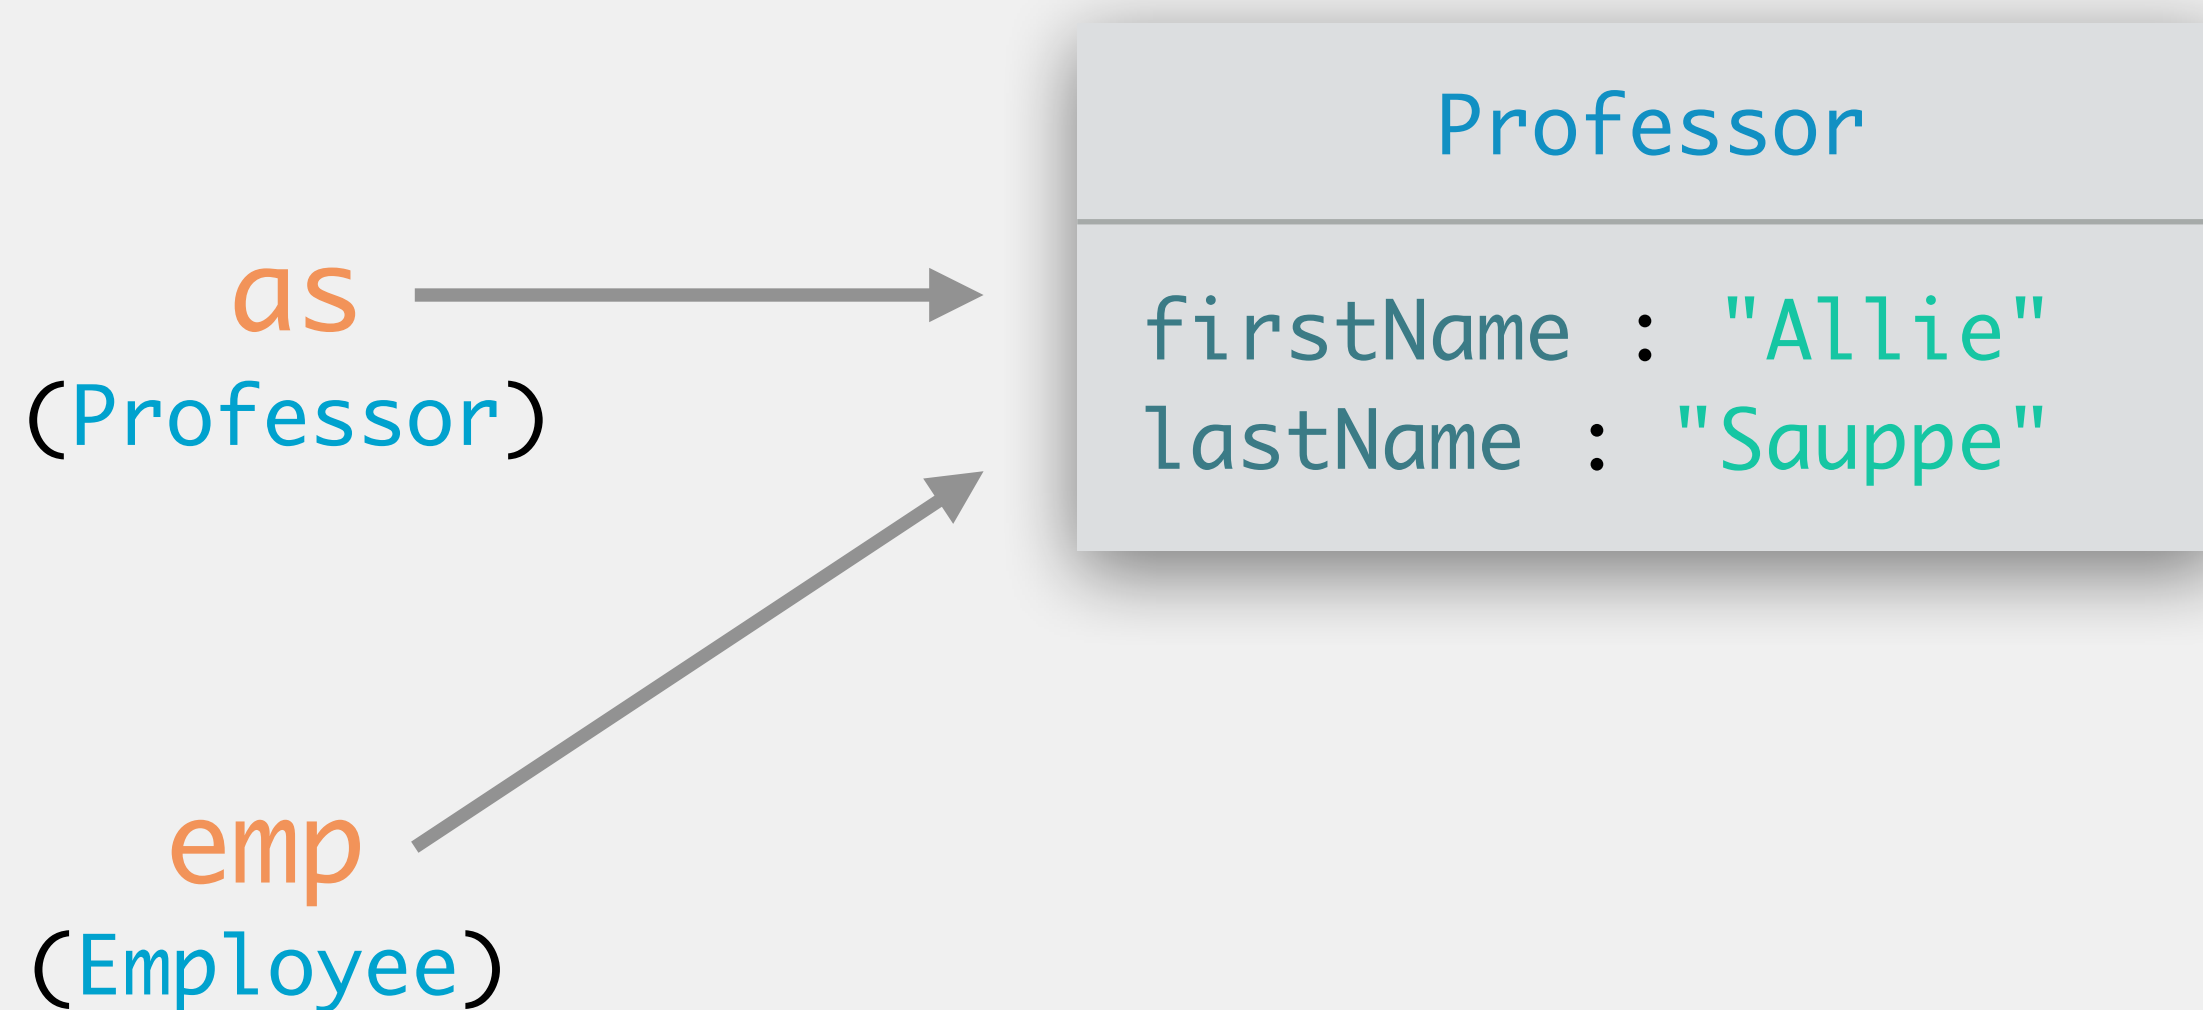 Professor
as
(Professor)
firstName : "Allie"
lastName : "Sauppe"
emp
(Employee)